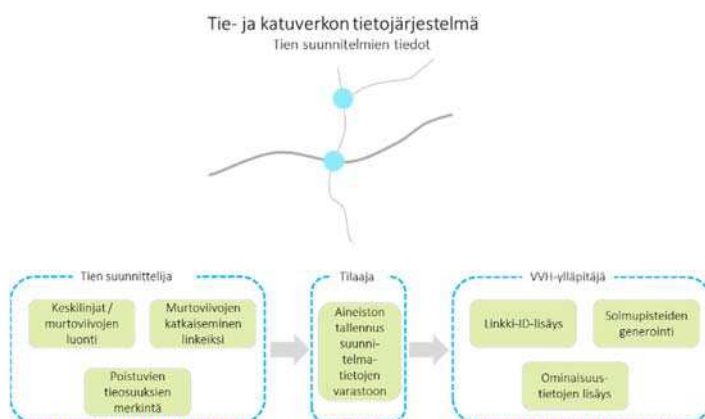 Tie- ja katuverkon tietojärjestelmä
Tien suunnitelmien tiedot
Tien suunnittelija
Keskilinjat /
murtoviivojen
luonti
Murtoviivojen
katkaiseminen
linkeiksi
Poistuvien
tieosuuksien
merkintä
Tilaaja
Aineiston
tallennus
suunni-
telma-
tietojen
varastoon
VVH-ylläpitäjä
Linkki-ID-lisäys
Solmupisteiden
generointi
Ominaisuus-
tietojen lisäys